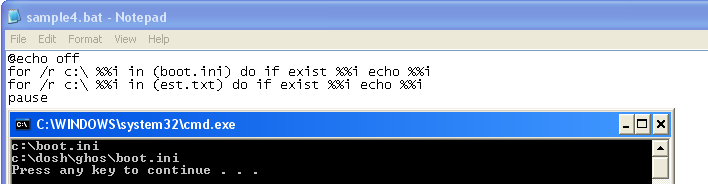 sample4.bat - Notepad
File Edit Format View Help
@echo off
for /r c:\ %%i in (boot.ini) do if exist %%i echo %%i
for /r c:\ %%i in (est.txt) do if exist %%i echo %%i
pause
C:\WINDOWS\system32\cmd.exe
c:\boot.ini
c:\dosh\ghos\boot.ini
Press any key to continue . . .